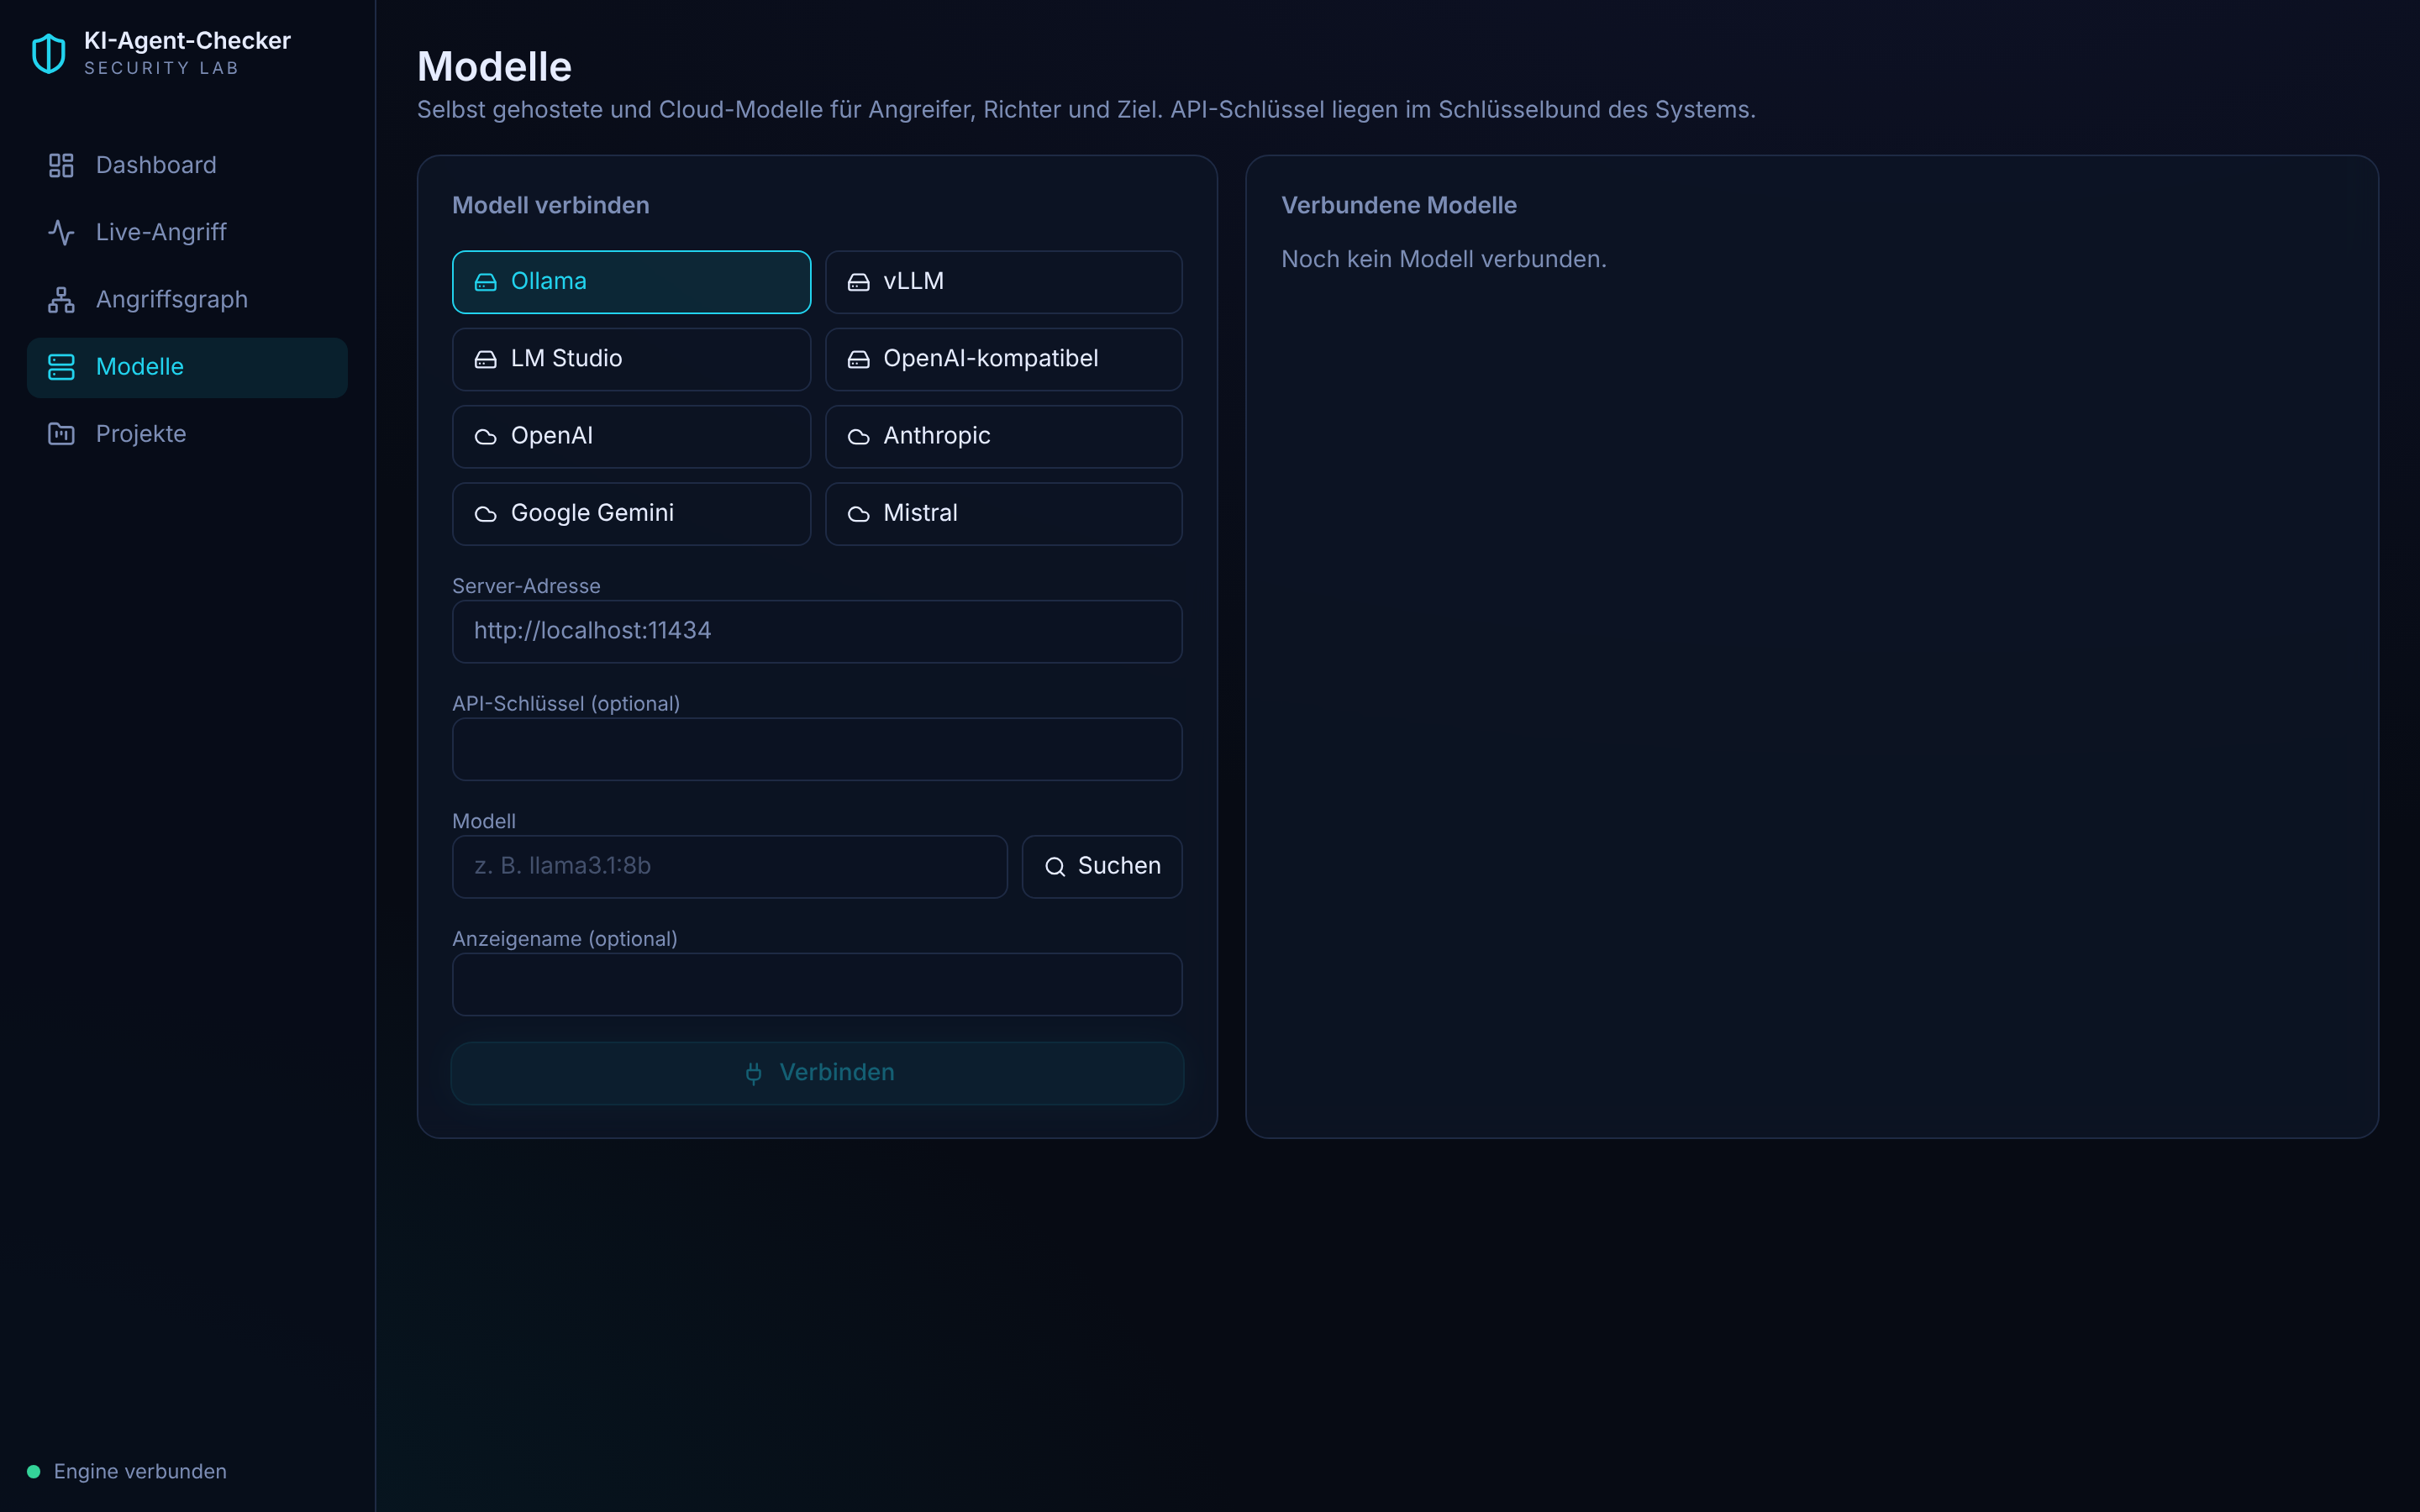 KI-Agent-Checker
SECURITY LAB
Dashboard
Live-Angriff
Angriffsgraph
Modelle
Projekte
Engine verbunden
Modelle
Selbst gehostete und Cloud-Modelle für Angreifer, Richter und Ziel. API-Schlüssel liegen im Schlüsselbund des Systems.
Modell verbinden
Ollama
vLLM
LM Studio
OpenAI-kompatibel
OpenAI
Anthropic
Google Gemini
Mistral
Server-Adresse
http://localhost:11434
API-Schlüssel (optional)
Modell
z. B. llama3.1:8b
Suchen
Anzeigename (optional)
Verbinden
Verbundene Modelle
Noch kein Modell verbunden.